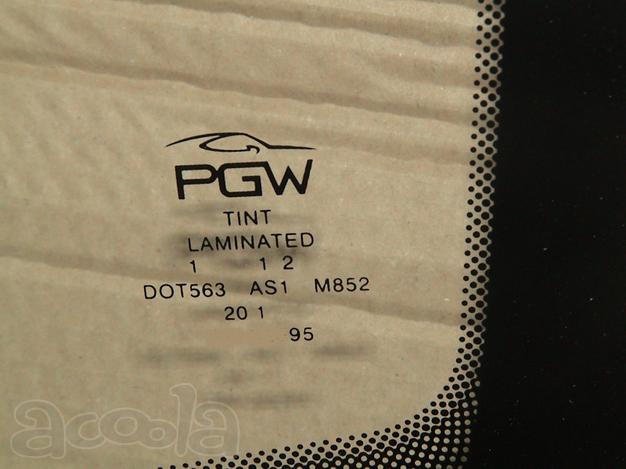 PGW
TINT
LAMINATED
1 1 2
DOT563 AS1 M852
20 1
95
acoola